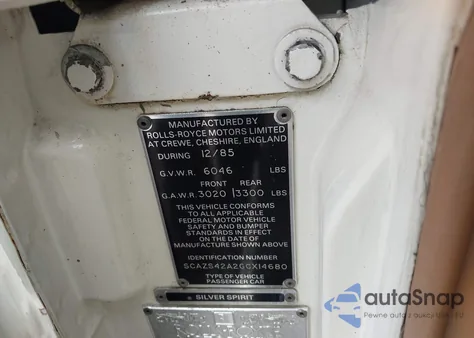 MANUFACTURED BY
ROLLS-ROYCE MOTORS LIMITED
AT CREWE, CHESHIRE, ENGLAND
DURING 12/85
G.V.W.R. 6046 LBS
FRONT REAR
G.A.W.R. 3020 3300 LBS
THIS VEHICLE CONFORMS
TO ALL APPLICABLE
FEDERAL MOTOR VEHICLE
SAFETY AND BUMPER
STANDARDS IN EFFECT
ON THE DATE OF
MANUFACTURE SHOWN ABOVE
IDENTIFICATION NUMBER
TYPE OF VEHICLE
PASSENGER CAR
SILVER SPIRIT
autoSnap